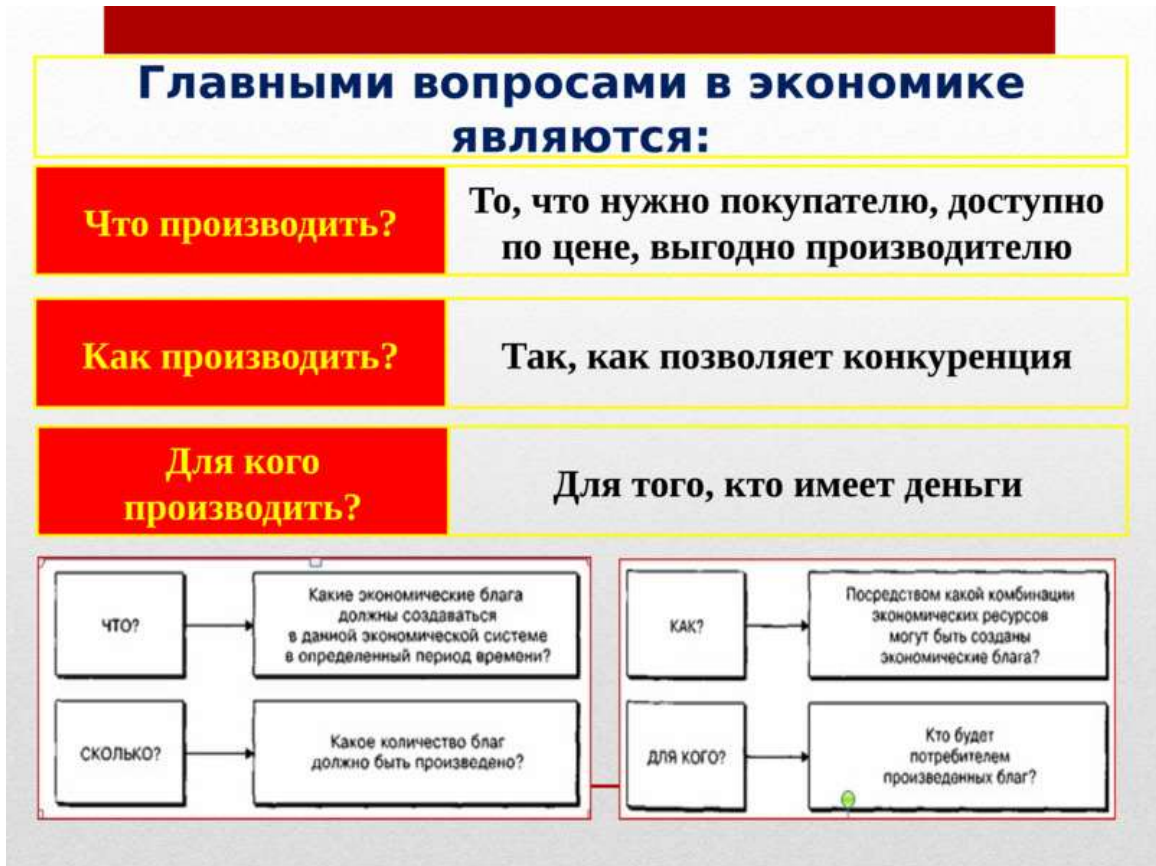 Главными вопросами в экономике
являются:
Что производить?
То, что нужно покупателю, доступно
по цене, выгодно производителю
Как производить?
Так, как позволяет конкуренция
Для кого
производить?
Для того, кто имеет деньги
ЧТО?
Какие экономические блага
должны создаваться
в данной экономической системе
в определенный период времени?
СКОЛЬКО?
Какое количество благ
должно быть произведено?
КАК?
Посредством какой комбинации
экономических ресурсов
могут быть созданы
экономические блага?
ДЛЯ КОГО?
Кто будет
потребителем
произведенных благ?